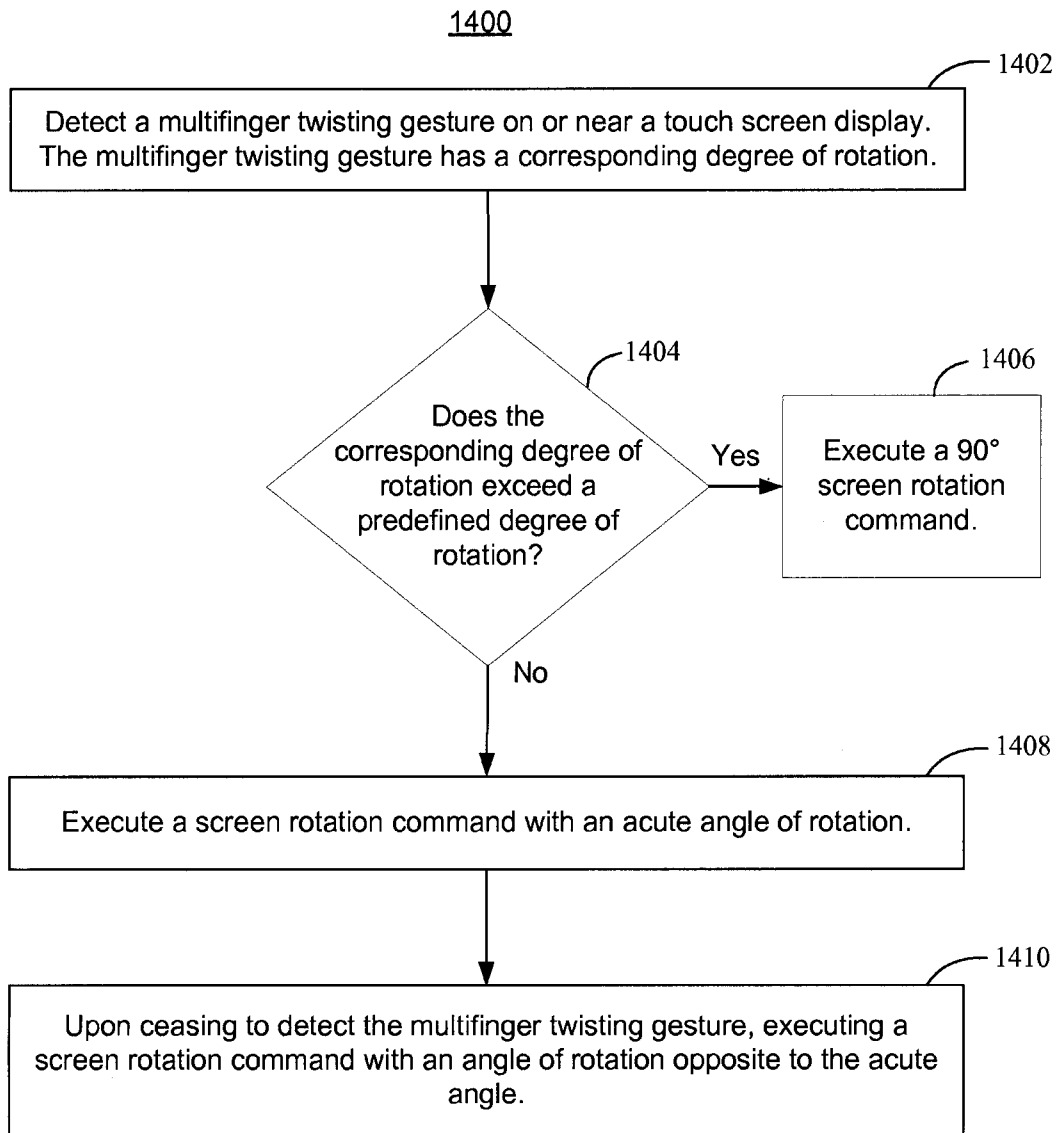 1400
1402
Detect a multifinger twisting gesture on or near a touch screen display.
The multifinger twisting gesture has a corresponding degree of rotation.
1404
Does the
corresponding degree of
rotation exceed a
predefined degree of
rotation?
Yes
1406
Execute a 90°
screen rotation
command.
No
1408
Execute a screen rotation command with an acute angle of rotation.
1410
Upon ceasing to detect the multifinger twisting gesture, executing a
screen rotation command with an angle of rotation opposite to the acute
angle.